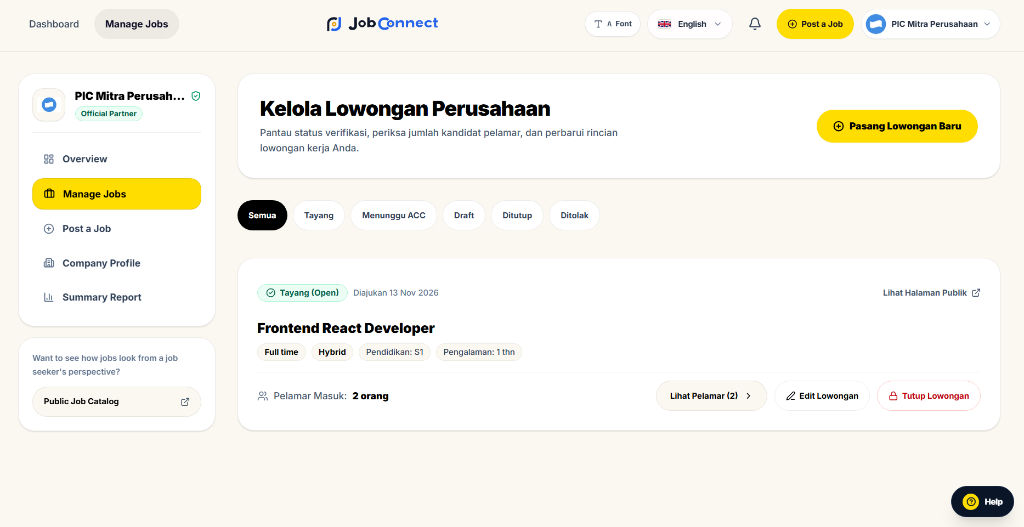 Dashboard
Manage Jobs
JobConnect
T A Font
English
Post a Job
PIC Mitra Perusahaan
PIC Mitra Perusah...
Official Partner
Overview
Manage Jobs
Post a Job
Company Profile
Summary Report
Want to see how jobs look from a job
seeker's perspective?
Public Job Catalog
Kelola Lowongan Perusahaan
Pantau status verifikasi, periksa jumlah kandidat pelamar, dan perbarui rincian
lowongan kerja Anda.
Pasang Lowongan Baru
Semua
Tayang
Menunggu ACC
Draft
Ditutup
Ditolak
Tayang (Open)
Diajukan 13 Nov 2026
Lihat Halaman Publik
Frontend React Developer
Full time
Hybrid
Pendidikan: S1
Pengalaman: 1 thn
Pelamar Masuk: 2 orang
Lihat Pelamar (2)
Edit Lowongan
Tutup Lowongan
Help